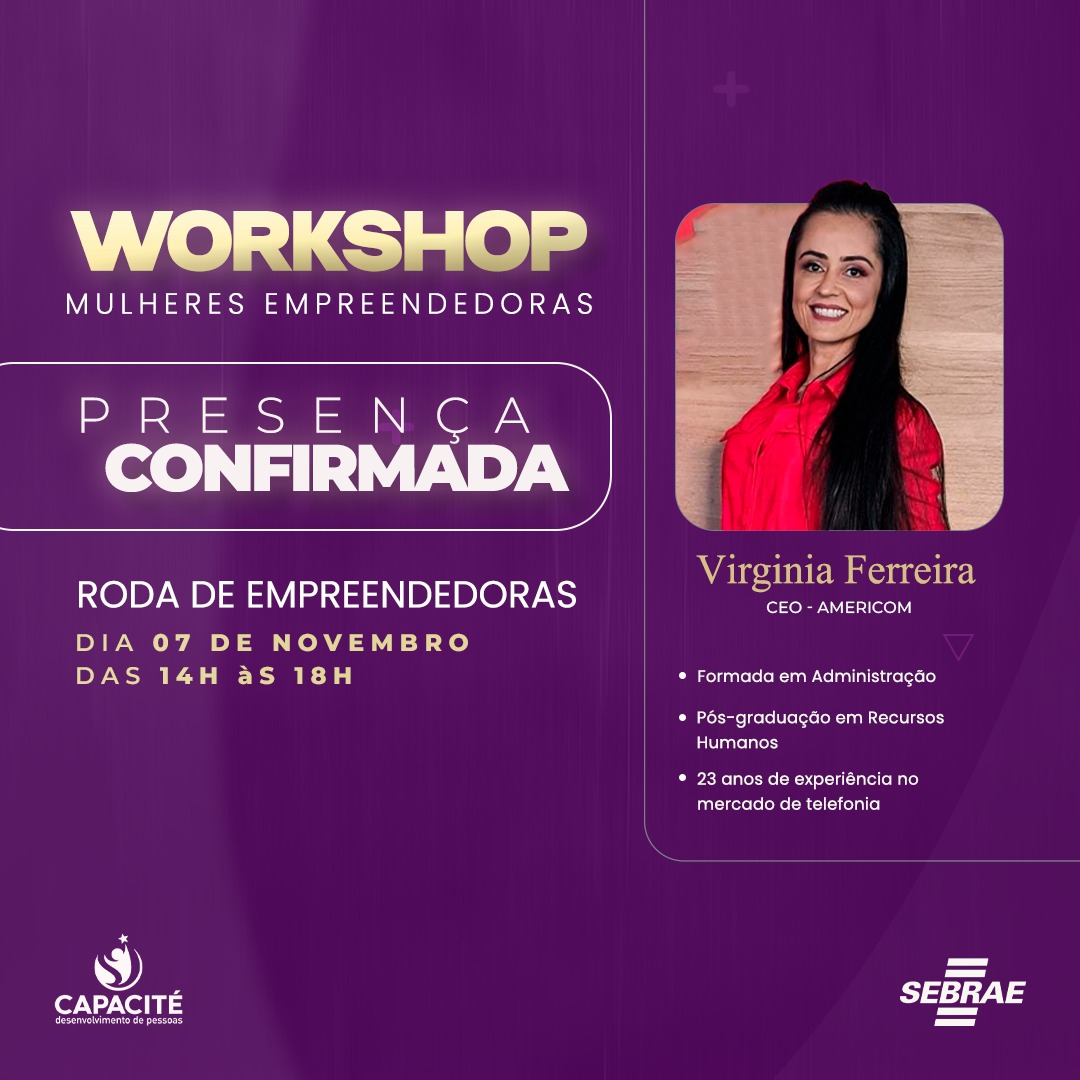 WORKSHOP
MULHERES EMPREENDEDORAS
PRESENÇA
CONFIRMADA
RODA DE EMPREENDEDORAS
DIA 07 DE NOVEMBRO
DAS 14H àS 18H
Virginia Ferreira
CEO - AMERICOM
• Formada em Administração
• Pós-graduação em Recursos
Humanos
• 23 anos de experiência no
mercado de telefonia
CAPACITÉ
desenvolvimento de pessoas
SEBRAE